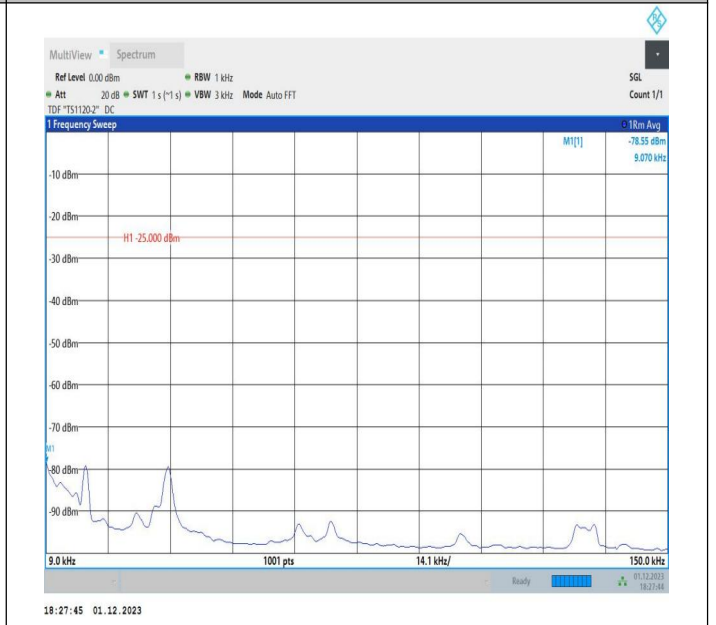 R S
MultiView Spectrum
Ref Level 0.00 dBm RBW 1 kHz SGL
Att 20 dB SWT 1 s (~1 s) VBW 3 kHz Mode Auto FFT Count 1/1
TDF "TS1120-2" DC
1 Frequency Sweep 1Rm Avg
M1[1] -78.55 dBm
9.070 kHz
-10 dBm
-20 dBm
H1 -25.000 dBm
-30 dBm
-40 dBm
-50 dBm
-60 dBm
-70 dBm
M1
-80 dBm
-90 dBm
9.0 kHz 1001 pts 14.1 kHz/ 150.0 kHz
Ready 01.12.2023
18:27:44
18:27:45 01.12.2023